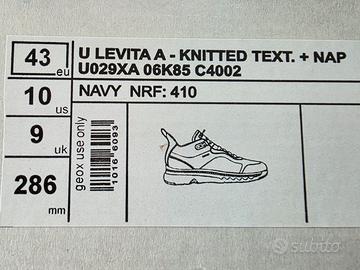 43 eu
10 us
9 uk
286 mm
U LEVITA A - KNITTED TEXT. + NAP
U029XA 06K85 C4002
NAVY NRF: 410
geox use only
1016 6093
subito